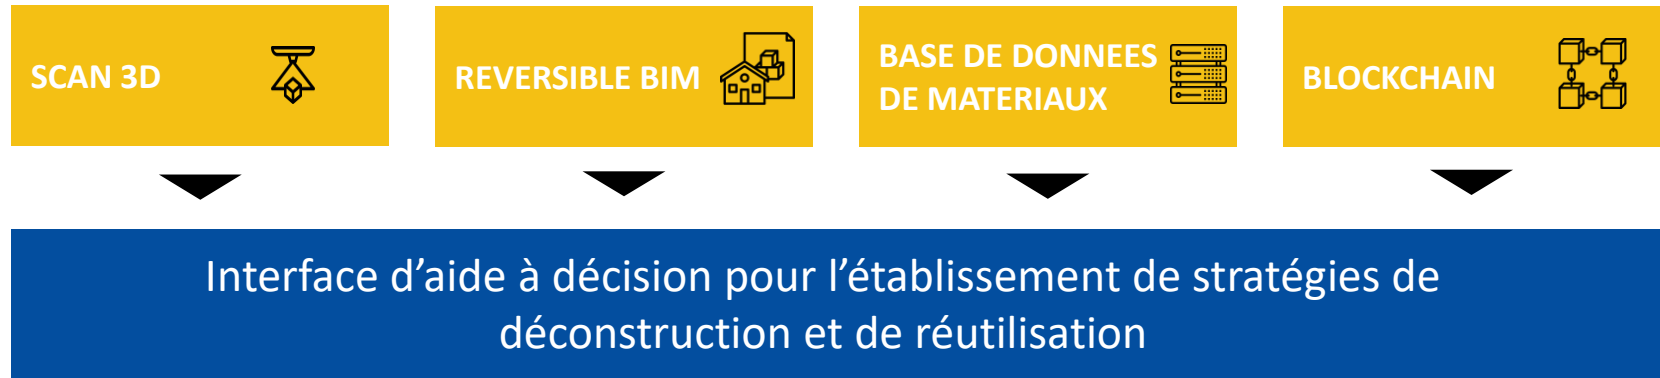 SCAN 3D
REVERSIBLE BIM
BASE DE DONNEES
DE MATERIAUX
BLOCKCHAIN
Interface d’aide à décision pour l’établissement de stratégies de
déconstruction et de réutilisation